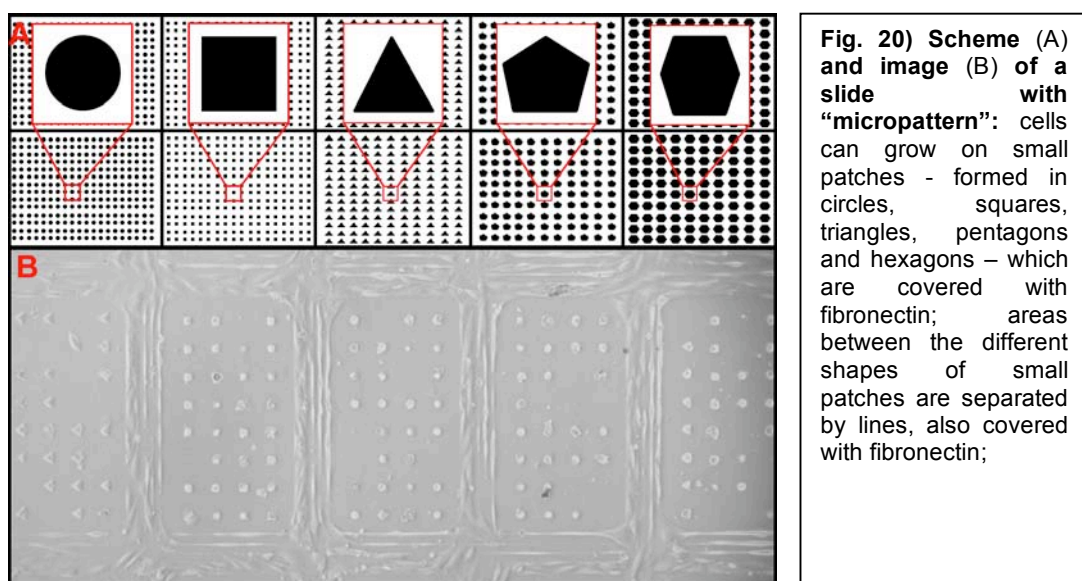 A
B
Fig. 20) Scheme (A)
and image (B) of a
slide with
“micropattern”: cells
can grow on small
patches - formed in
circles, squares,
triangles, pentagons
and hexagons – which
are covered with
fibronectin; areas
between the different
shapes of small
patches are separated
by lines, also covered
with fibronectin;